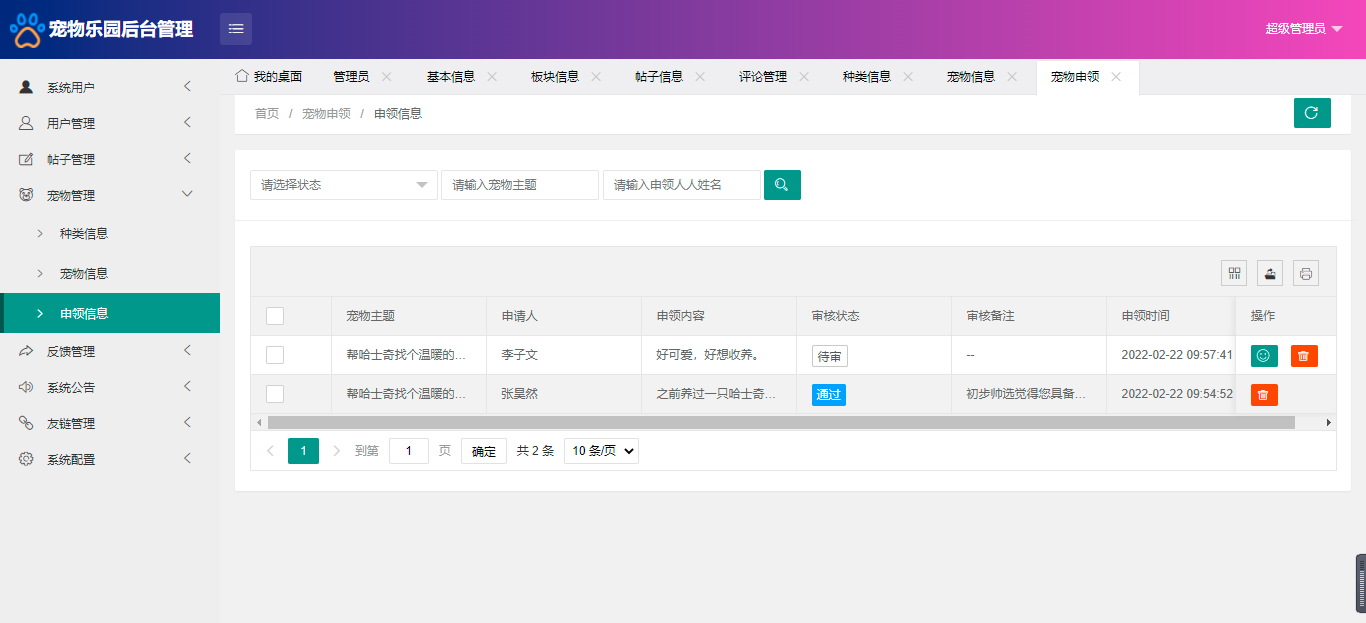 宠物乐园后台管理
超级管理员
系统用户
用户管理
帖子管理
宠物管理
种类信息
宠物信息
申领信息
反馈管理
系统公告
友链管理
系统配置
我的桌面 管理员 基本信息 板块信息 帖子信息 评论管理 种类信息 宠物信息 宠物申领
首页 / 宠物申领 / 申领信息
请选择状态 请输入宠物主题 请输入申领人人姓名
宠物主题 申请人 申领内容 审核状态 审核备注 申领时间 操作
帮哈士奇找个温暖的... 李子文 好可爱，好想收养。 待审 -- 2022-02-22 09:57:41
帮哈士奇找个温暖的... 张昊然 之前养过一只哈士奇... 通过 初步帅选觉得您具备... 2022-02-22 09:54:52
1 到第 1 页 确定 共 2 条 10 条/页